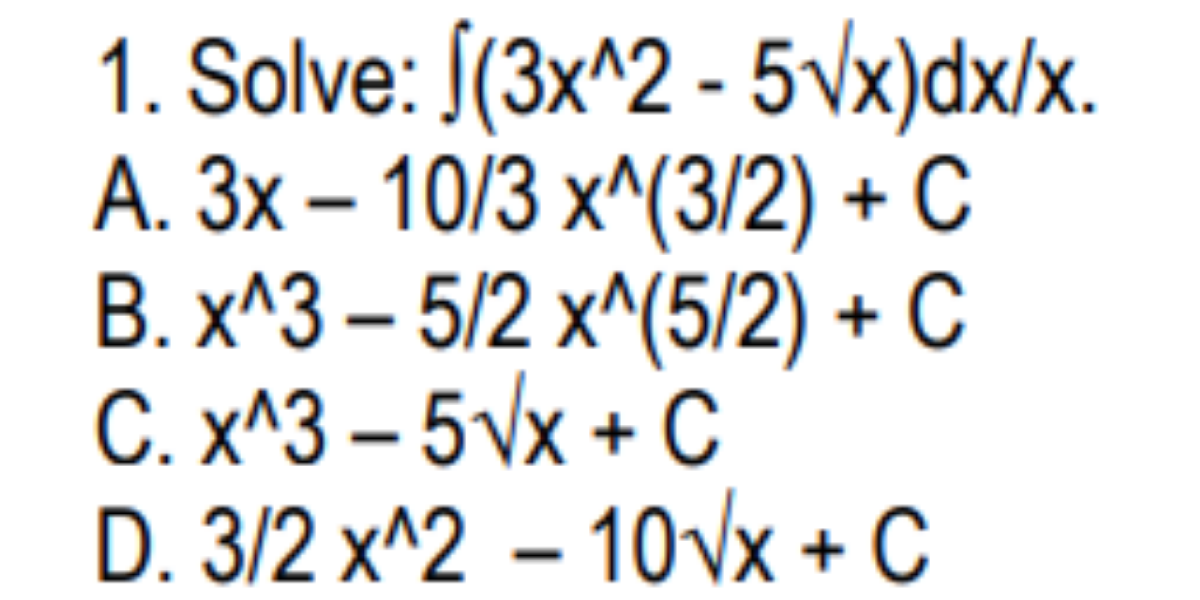 1. Solve: ∫(3x^2 - 5√x)dx/x.
A. 3x – 10/3 x^(3/2) + C
B. x^3 – 5/2 x^(5/2) + C
C. x^3 – 5√x + C
D. 3/2 x^2 – 10√x + C